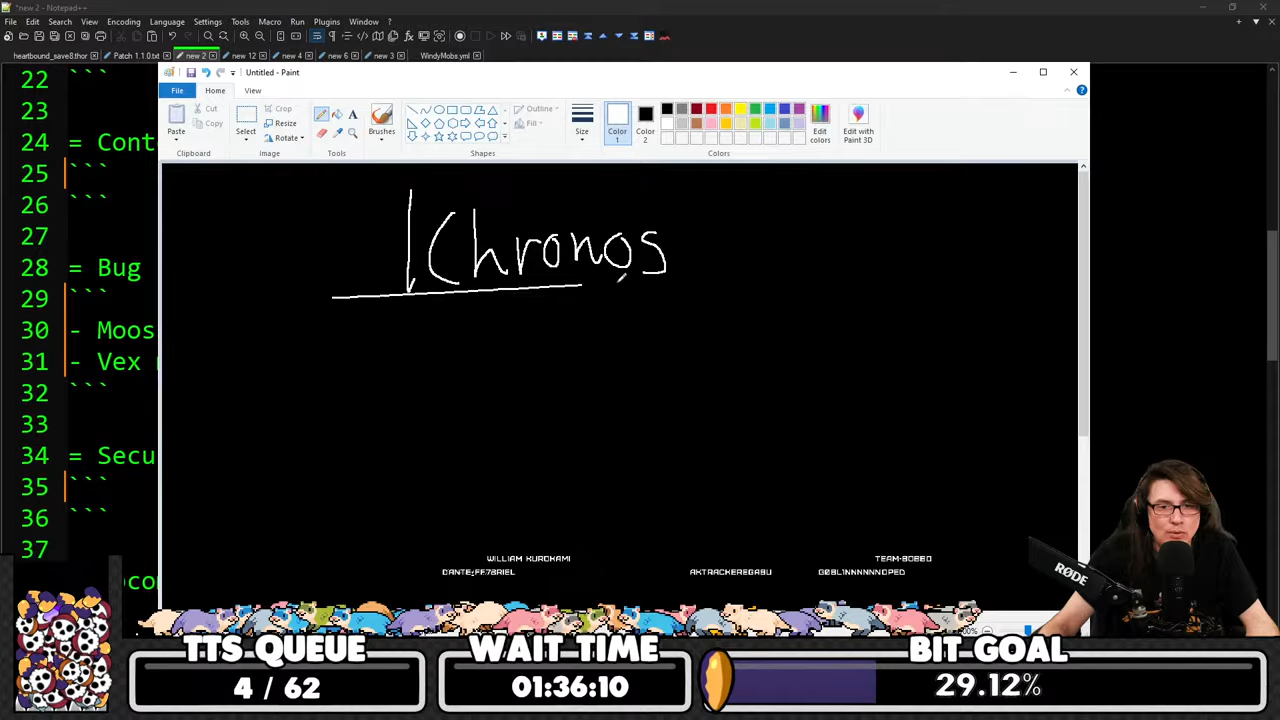 *new 2 - Notepad++
File Edit Search View Encoding Language Settings Tools Macro Run Plugins Window ?
heartbound_save8.thor Patch 1.1.0.txt new 2 new 12 new 4 new 6 new 3 WindyMobs.yml
Untitled - Paint
File Home View
Paste Cut Copy Select Crop Resize Rotate Brushes Outline Fill Size Color 1 Color 2 Edit colors Edit with Paint 3D
Clipboard Image Tools Shapes Colors
22 ```
23
24 = Cont
25 ```
26 ```
27
28 = Bug
29 ```
30 - Moos
31 - Vex
32 ```
33
34 = Secu
35 ```
36 ```
37
Chronos
WILLIAM KUROKAMI TEAM-BOBBO
AKTRACKEREGABU
RØDE
TTS QUEUE WAIT TIME BIT GOAL
4 / 62 01:36:10 29.12%